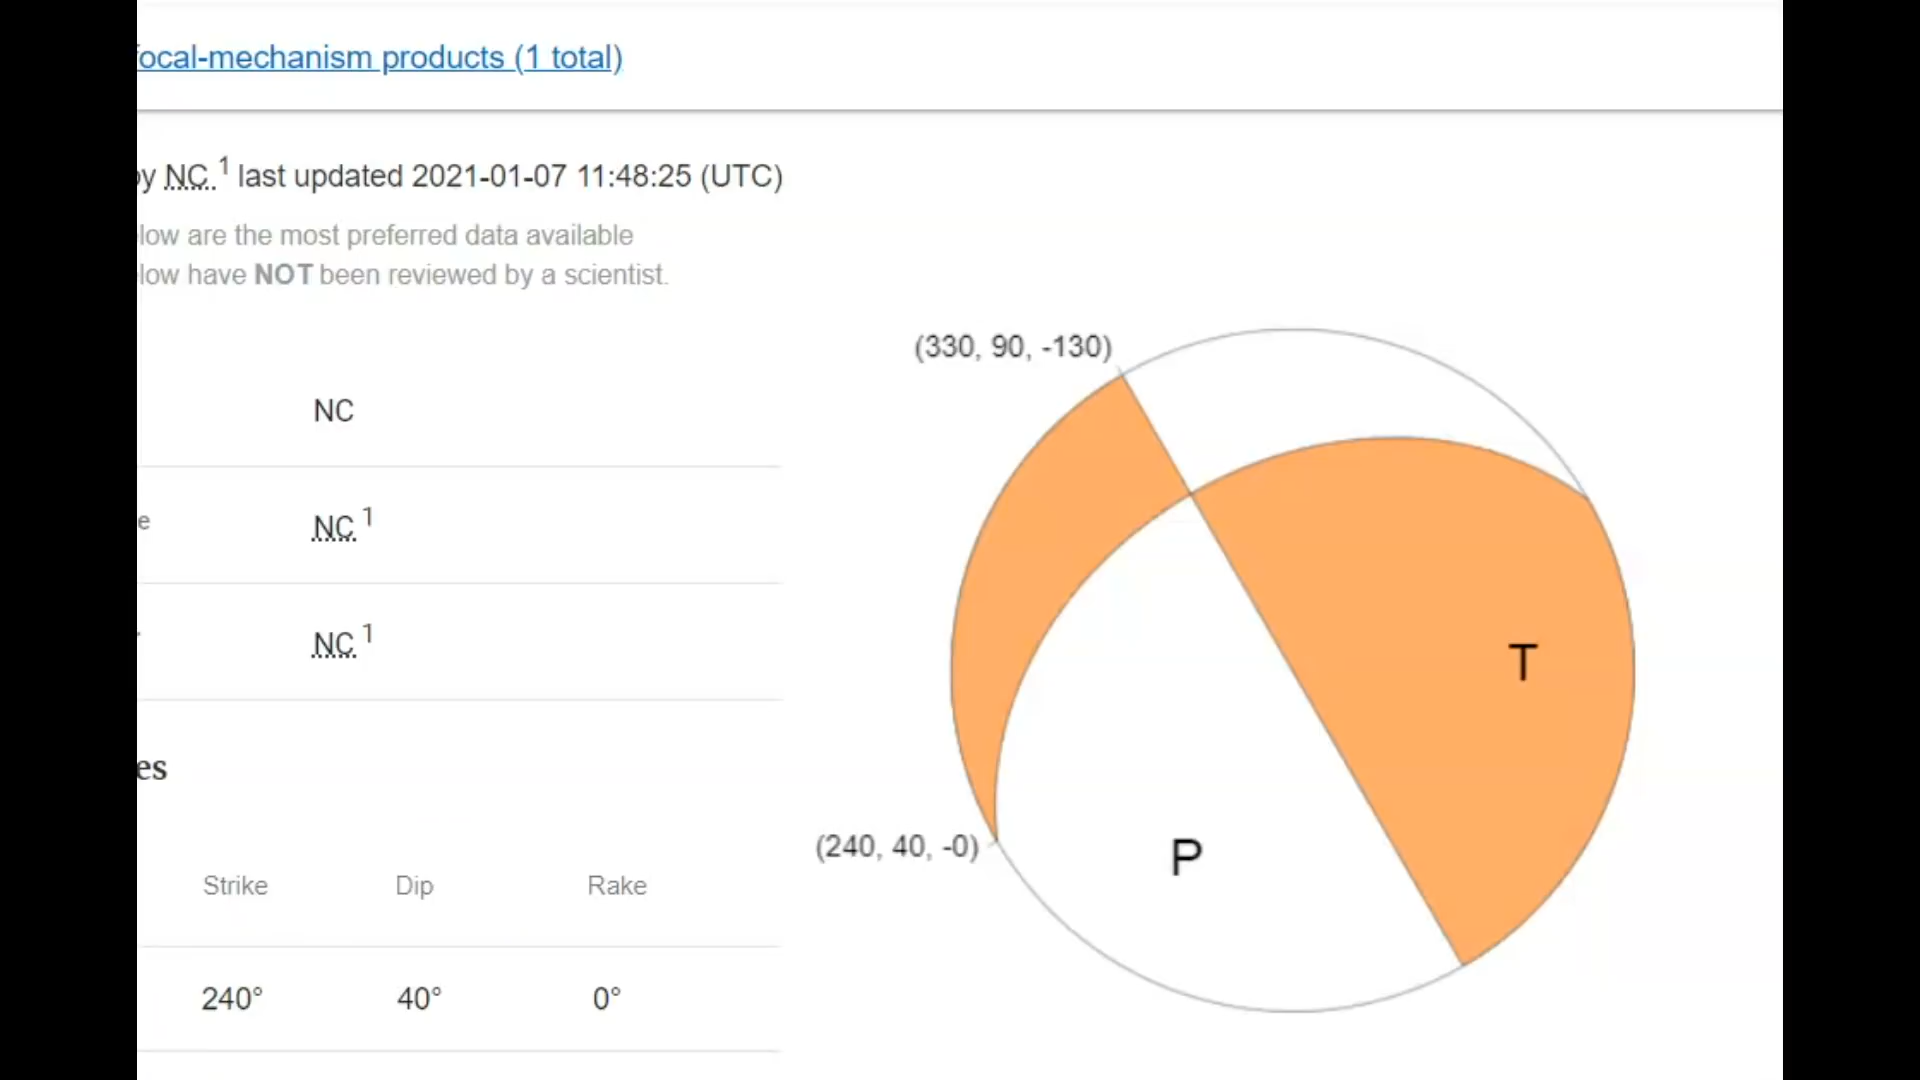 focal-mechanism products (1 total)
by NC 1 last updated 2021-01-07 11:48:25 (UTC)
low are the most preferred data available
low have NOT been reviewed by a scientist.
(330, 90, -130)
NC
e
NC 1
NC 1
T
es
(240, 40, -0)
P
Strike Dip Rake
240° 40° 0°